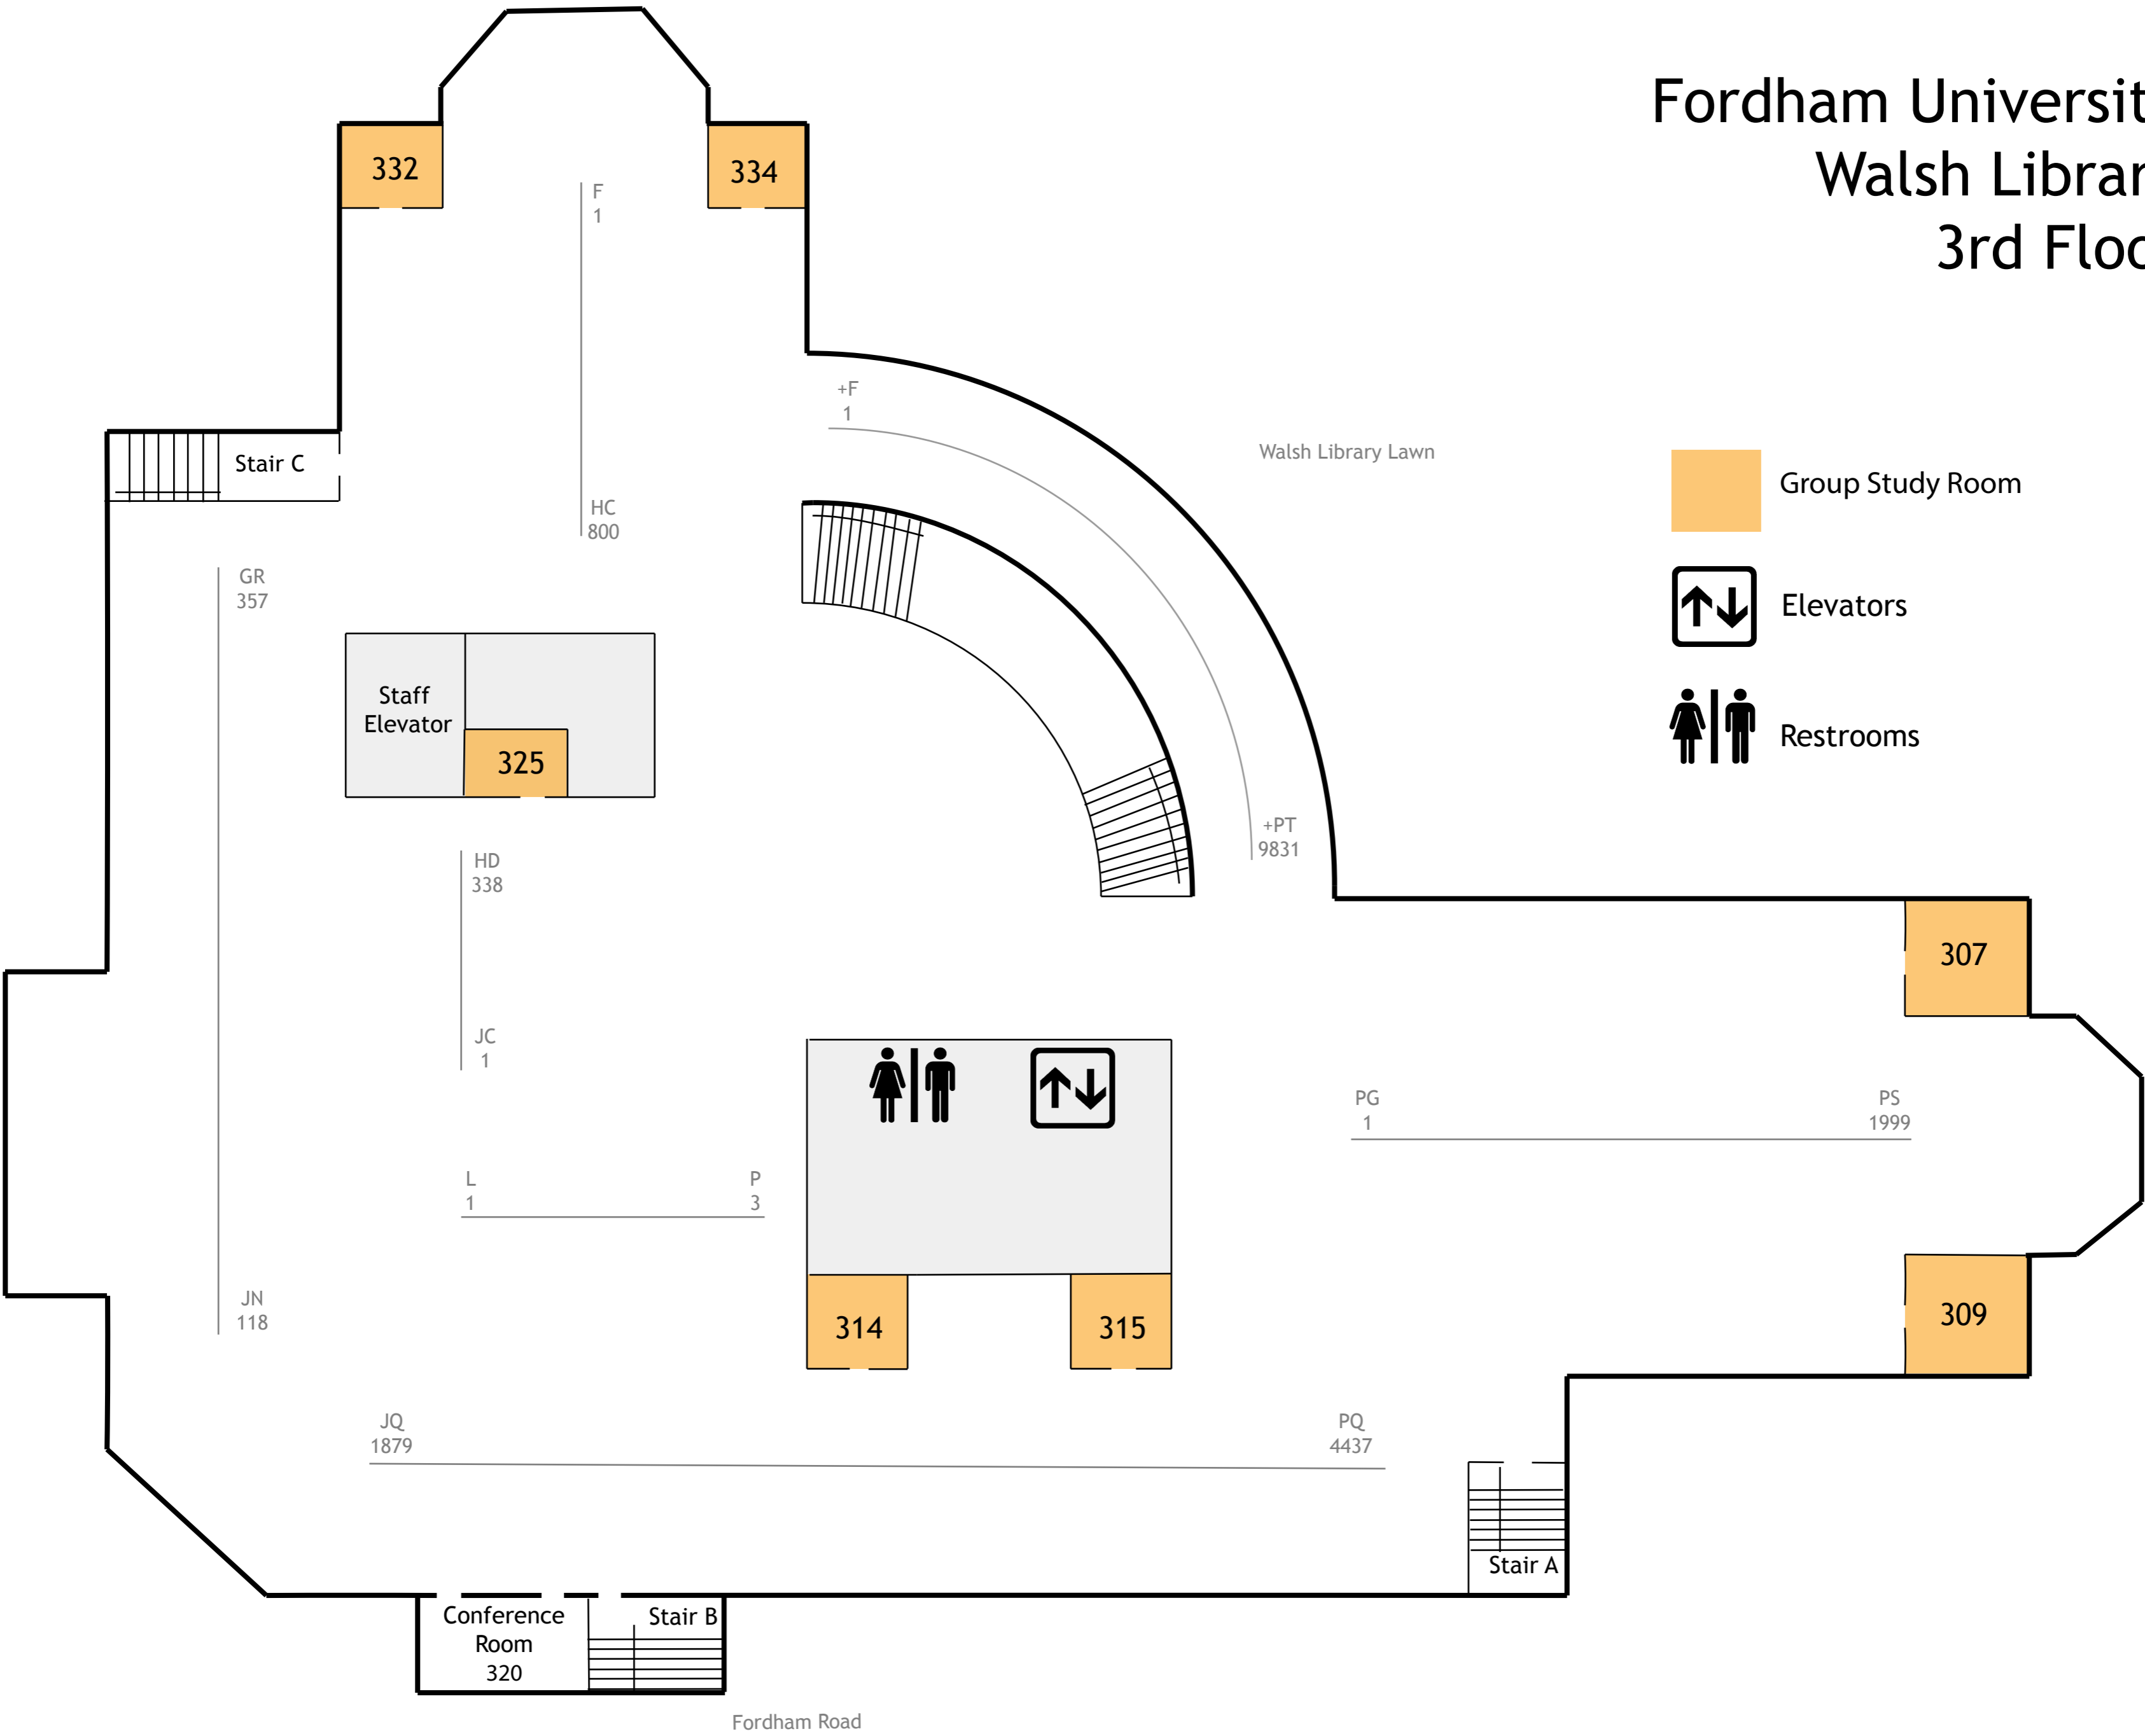 Fordham Universit
Walsh Librar
3rd Floo
332
334
F
1
+F
1
Walsh Library Lawn
Stair C
Group Study Room
HC
800
GR
357
Elevators
Staff
Elevator
325
Restrooms
+PT
9831
HD
338
307
JC
1
PG
1
PS
1999
L
1
P
3
JN
118
314
315
309
JQ
1879
PQ
4437
Stair A
Conference
Room
320
Stair B
Fordham Road